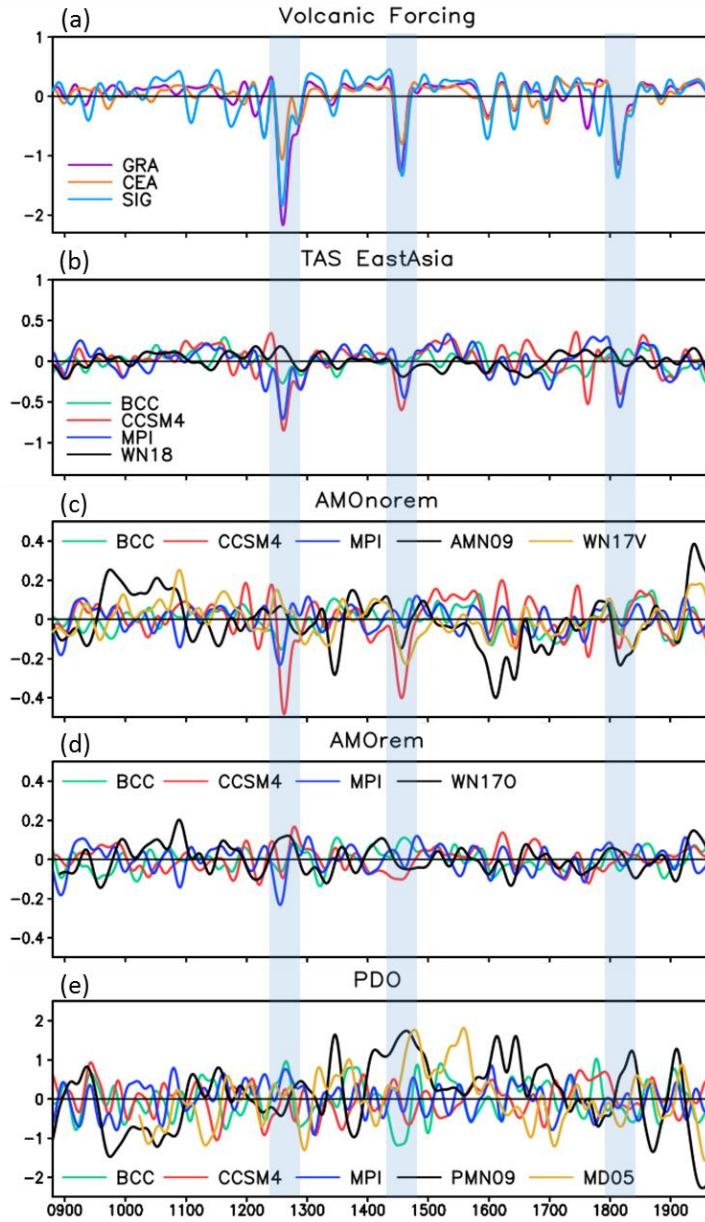 (a) Volcanic Forcing
1
0
-1
-2
GRA
CEA
SIG
(b) TAS EastAsia
1
0.5
0
-0.5
-1
BCC
CCSM4
MPI
WN18
(c) AMOnorem
BCC CCSM4 MPI AMN09 WN17V
0.4
0.2
0
-0.2
-0.4
(d) AMOrem
BCC CCSM4 MPI WN17O
0.4
0.2
0
-0.2
-0.4
(e) PDO
2
1
0
-1
-2
BCC CCSM4 MPI PMN09 MD05
0900 1000 1100 1200 1300 1400 1500 1600 1700 1800 1900